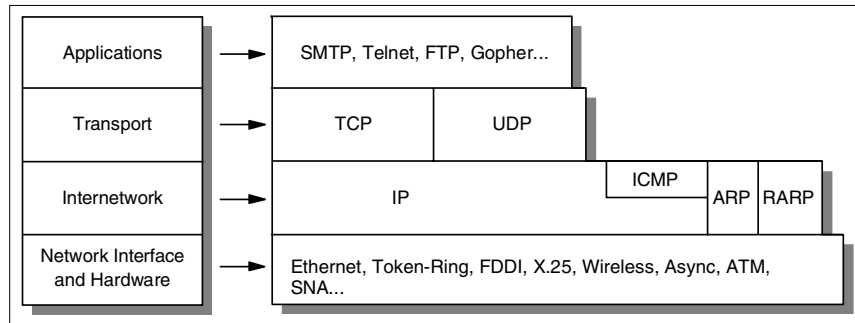 Applications
SMTP, Telnet, FTP, Gopher...
Transport
TCP
UDP
Internetwork
IP
ICMP
ARP
RARP
Network Interface
and Hardware
Ethernet, Token-Ring, FDDI, X.25, Wireless, Async, ATM,
SNA...